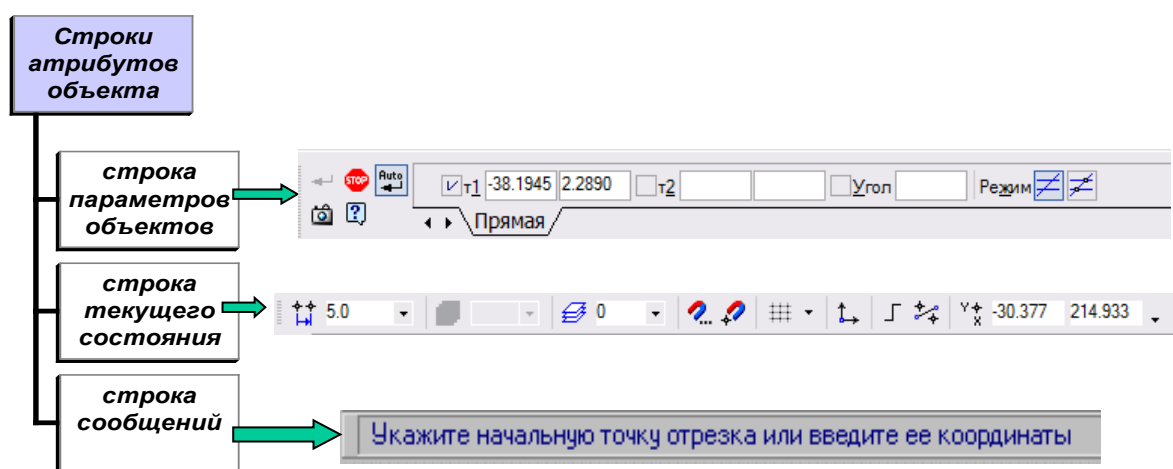 Строки
атрибутов
объекта
строка
параметров
объектов
STOP Auto т1 -38.1945 2.2890 т2 Угол Режим
? Прямая
строка
текущего
состояния
5.0 0 Y X -30.377 214.933
строка
сообщений
Укажите начальную точку отрезка или введите ее координаты